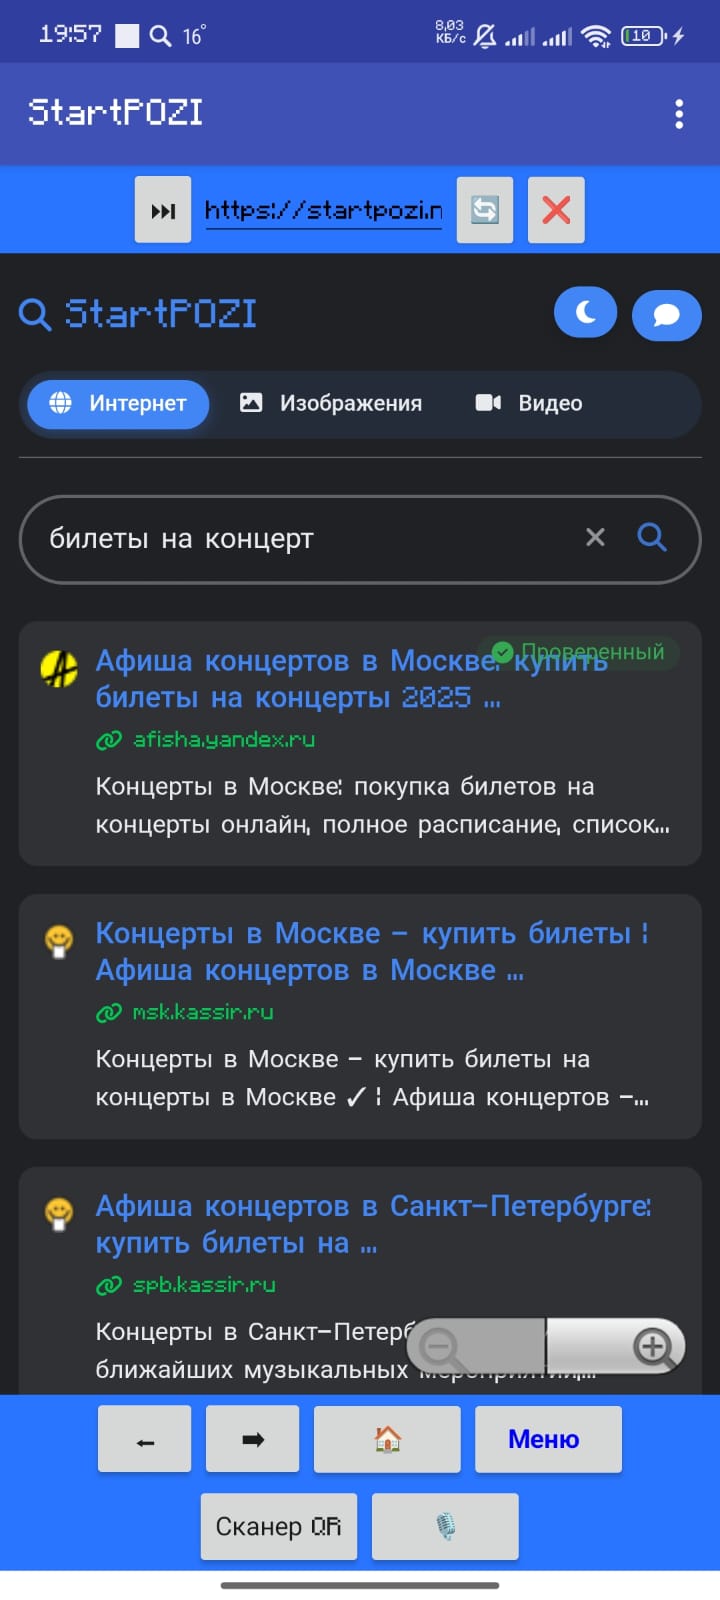 19:57 16°
8,03
КБ/с
10
StartPOZI
https://startpozi.r
StartPOZI
Интернет Изображения Видео
билеты на концерт
Проверенный
Афиша концертов в Москве: купить
билеты на концерты 2025 ...
afisha.yandex.ru
Концерты в Москве: покупка билетов на
концерты онлайн, полное расписание, список...
Концерты в Москве – купить билеты ¦
Афиша концертов в Москве ...
msk.kassir.ru
Концерты в Москве – купить билеты на
концерты в Москве ✓ ¦ Афиша концертов –...
Афиша концертов в Санкт–Петербурге:
купить билеты на ...
spb.kassir.ru
Концерты в Санкт–Петерб
ближайших музыкальных мероприятий,...
Меню
Сканер QR